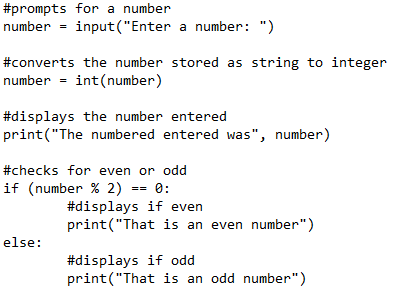 #prompts for a number
number = input("Enter a number: ")
#converts the number stored as string to integer
number = int(number)
#displays the number entered
print("The numbered entered was", number)
#checks for even or odd
if (number % 2) == 0:
        #displays if even
        print("That is an even number")
else:
        #displays if odd
        print("That is an odd number")